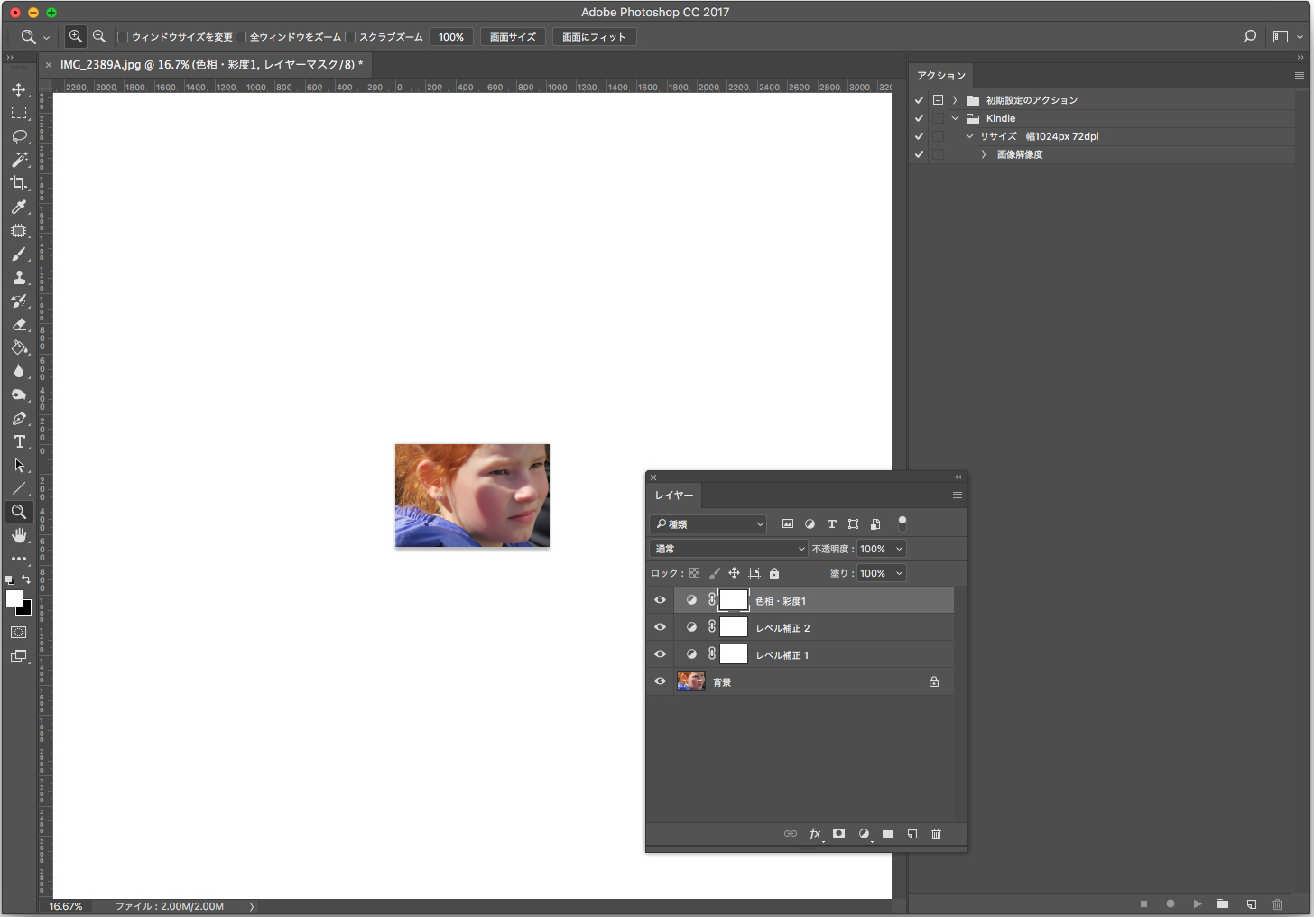 Adobe Photoshop CC 2017
ウィンドウサイズを変更 全ウィンドウをズーム スクラブズーム 100% 画面サイズ 画面にフィット
× IMG_2389A.jpg @ 16.7% (色相・彩度1, レイヤーマスク/8) *
2200 2000 1800 1600 1400 1200 1000 800 600 400 200 0 200 400 600 800 1000 1200 1400 1600 1800 2000 2200 2400 2600 2800 3000 320
アクション
初期設定のアクション
Kindle
リサイズ 幅1024px 72dpi
画像解像度
レイヤー
種類
通常 不透明度 : 100%
ロック : 塗り : 100%
色相・彩度1
レベル補正 2
レベル補正 1
背景
fx
16.67% ファイル : 2.00M/2.00M